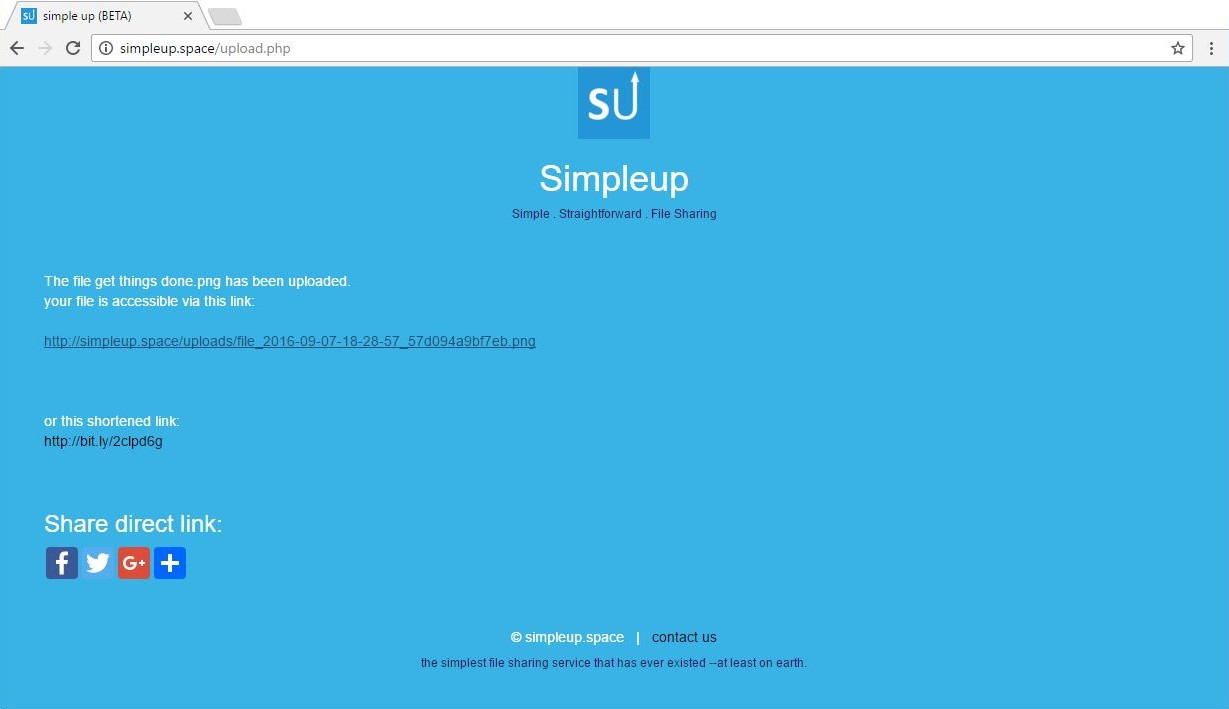 simple up (BETA)
simpleup.space/upload.php
SU
Simpleup
Simple . Straightforward . File Sharing
The file get things done.png has been uploaded.
your file is accessible via this link:
http://simpleup.space/uploads/file_2016-09-07-18-28-57_57d094a9bf7eb.png
or this shortened link:
http://bit.ly/2clpd6g
Share direct link:
f G+
© simpleup.space | contact us
the simplest file sharing service that has ever existed --at least on earth.